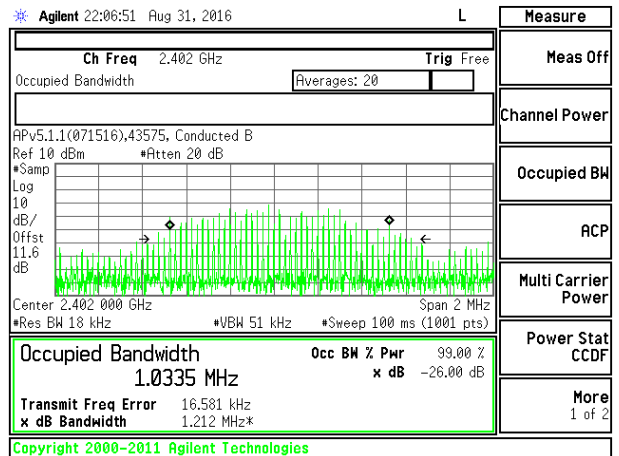 Agilent 22:06:51 Aug 31, 2016 L
Measure
Ch Freq 2.402 GHz Trig Free
Occupied Bandwidth Averages: 20
APv5.1.1(071516),43575, Conducted B
Ref 10 dBm #Atten 20 dB
#Samp
Log
10
dB/
Offst
11.6
dB
Center 2.402 000 GHz Span 2 MHz
#Res BW 18 kHz #VBW 51 kHz #Sweep 100 ms (1001 pts)
Occupied Bandwidth Occ BW % Pwr 99.00 %
1.0335 MHz x dB -26.00 dB
Transmit Freq Error 16.581 kHz
x dB Bandwidth 1.212 MHz*
Copyright 2000-2011 Agilent Technologies
Meas Off
Channel Power
Occupied BW
ACP
Multi Carrier
Power
Power Stat
CCDF
More
1 of 2